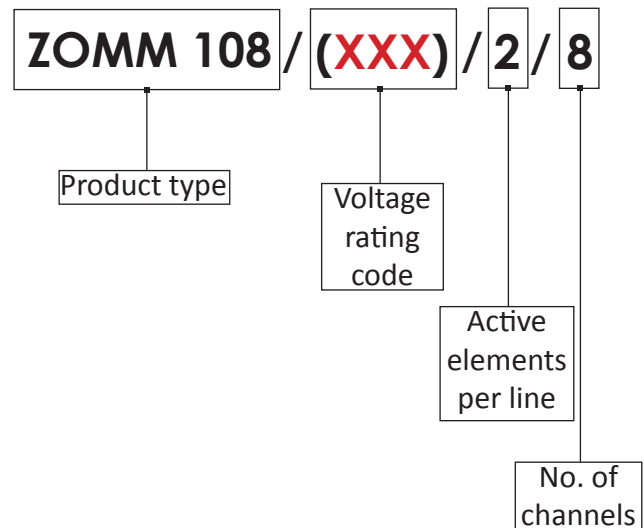 ZOMM 108/(XXX)/2/8
Product type
Voltage
rating
code
Active
elements
per line
No. of
channels